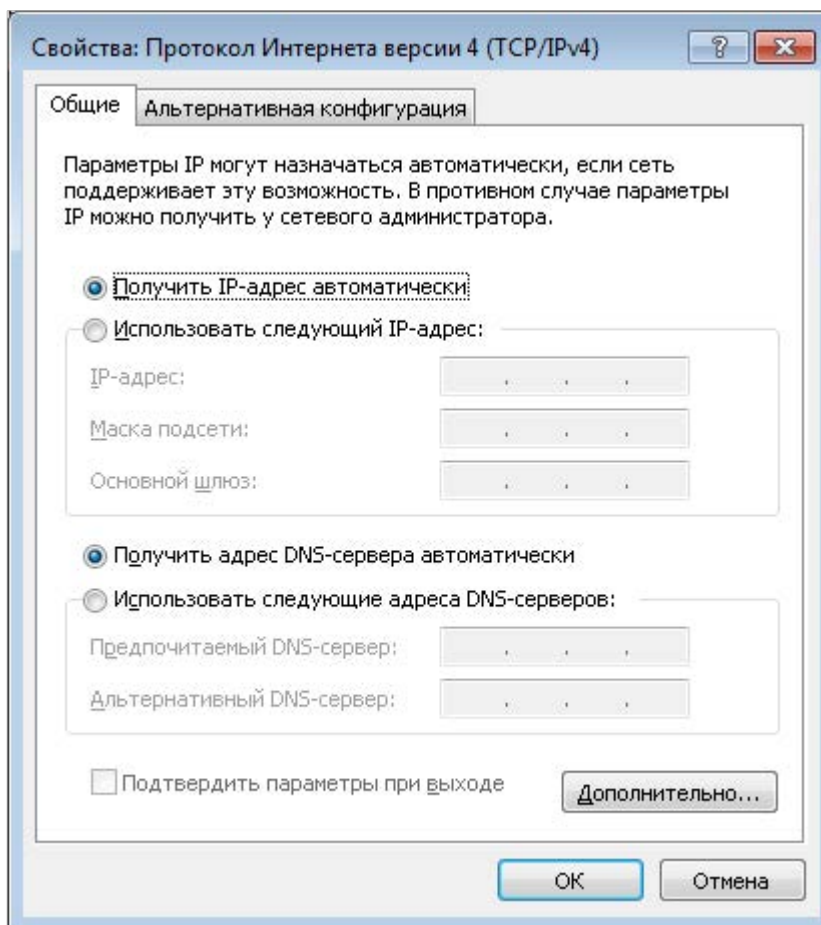 Свойства: Протокол Интернета версии 4 (TCP/IPv4)
Общие
Альтернативная конфигурация
Параметры IP могут назначаться автоматически, если сеть
поддерживает эту возможность. В противном случае параметры
IP можно получить у сетевого администратора.
Получить IP-адрес автоматически
Использовать следующий IP-адрес:
IP-адрес:
Маска подсети:
Основной шлюз:
Получить адрес DNS-сервера автоматически
Использовать следующие адреса DNS-серверов:
Предпочитаемый DNS-сервер:
Альтернативный DNS-сервер:
Подтвердить параметры при выходе
Дополнительно...
ОК
Отмена